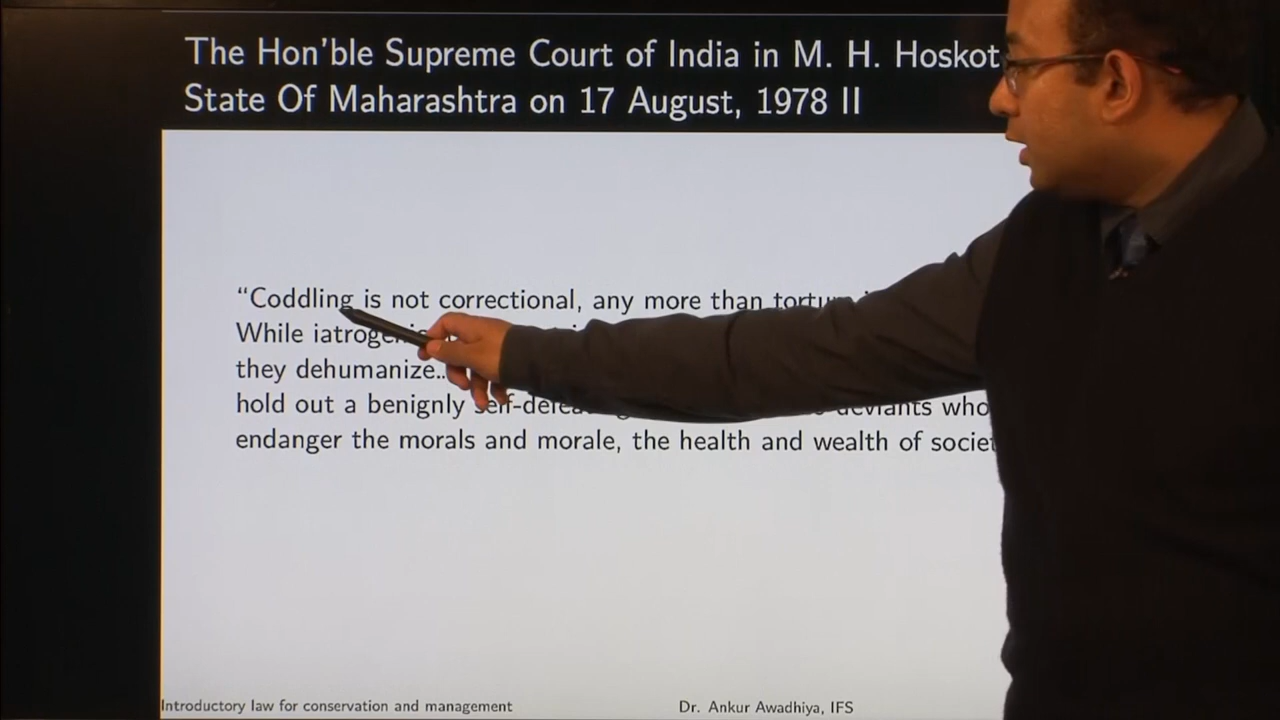 The Hon'ble Supreme Court of India in M. H. Hoskot
State Of Maharashtra on 17 August, 1978 II
“Coddling is not correctional, any more than torture
While
they dehumanize..
hold out a benignly deviants who
endanger the morals and morale, the health and wealth of
Introductory law for conservation and management
Dr. Ankur Awadhiya, IFS